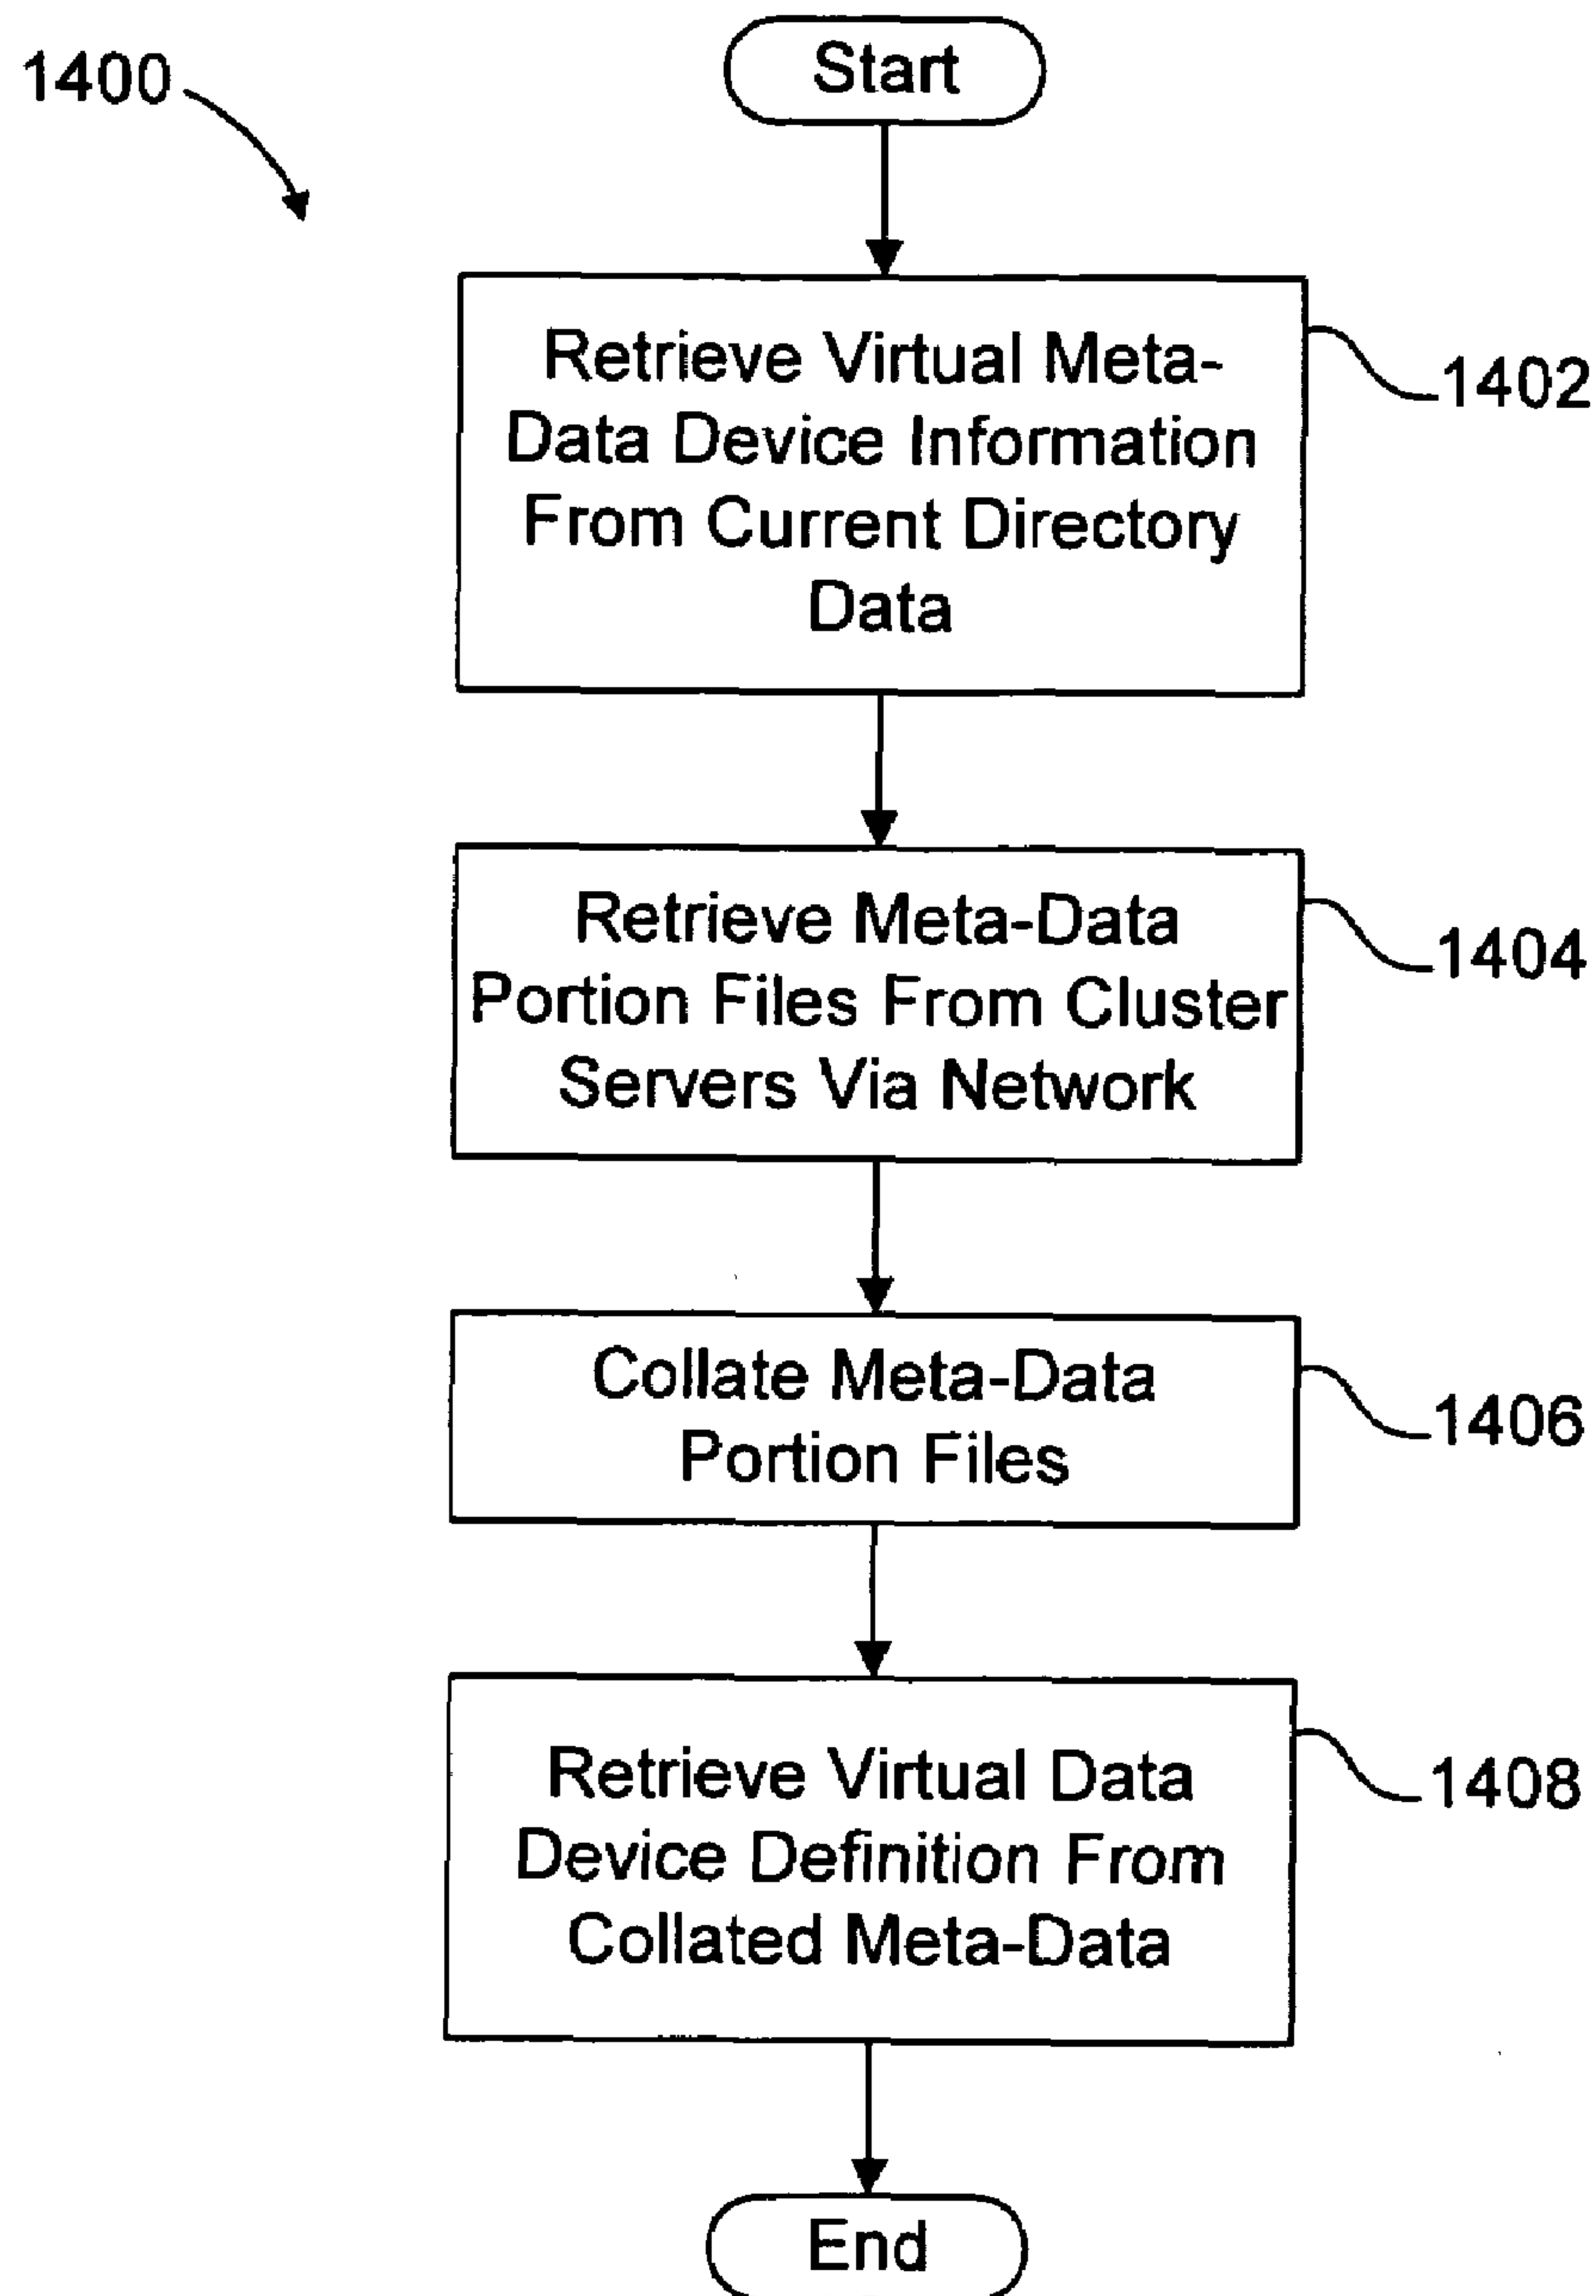 1400
Start
Retrieve Virtual Meta-
Data Device Information
From Current Directory
Data
1402
Retrieve Meta-Data
Portion Files From Cluster
Servers Via Network
1404
Collate Meta-Data
Portion Files
1406
Retrieve Virtual Data
Device Definition From
Collated Meta-Data
1408
End